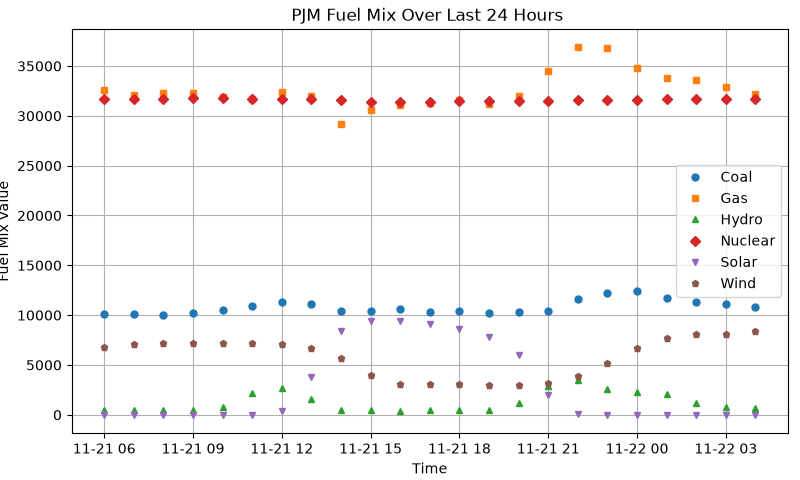 PJM Fuel Mix Over Last 24 Hours
35000
30000
25000
20000
15000
10000
5000
0
Fuel Mix Value
Coal
Gas
Hydro
Nuclear
Solar
Wind
11-21 06
11-21 09
11-21 12
11-21 15
11-21 18
11-21 21
11-22 00
11-22 03
Time